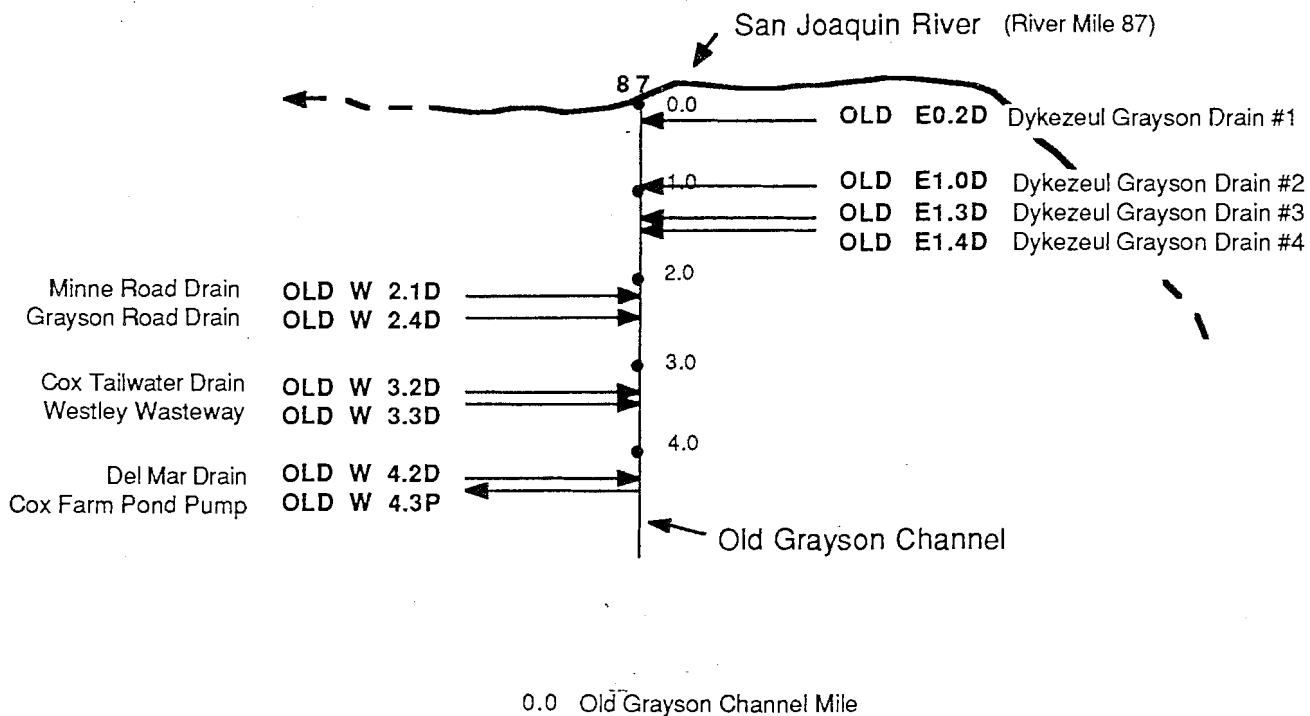 San Joaquin River (River Mile 87)
87
0.0
OLD E0.2D Dykezeul Grayson Drain #1
1.0
OLD E1.0D Dykezeul Grayson Drain #2
OLD E1.3D Dykezeul Grayson Drain #3
OLD E1.4D Dykezeul Grayson Drain #4
2.0
Minne Road Drain OLD W 2.1D
Grayson Road Drain OLD W 2.4D
3.0
Cox Tailwater Drain OLD W 3.2D
Westley Wasteway OLD W 3.3D
4.0
Del Mar Drain OLD W 4.2D
Cox Farm Pond Pump OLD W 4.3P
Old Grayson Channel
0.0 Old Grayson Channel Mile